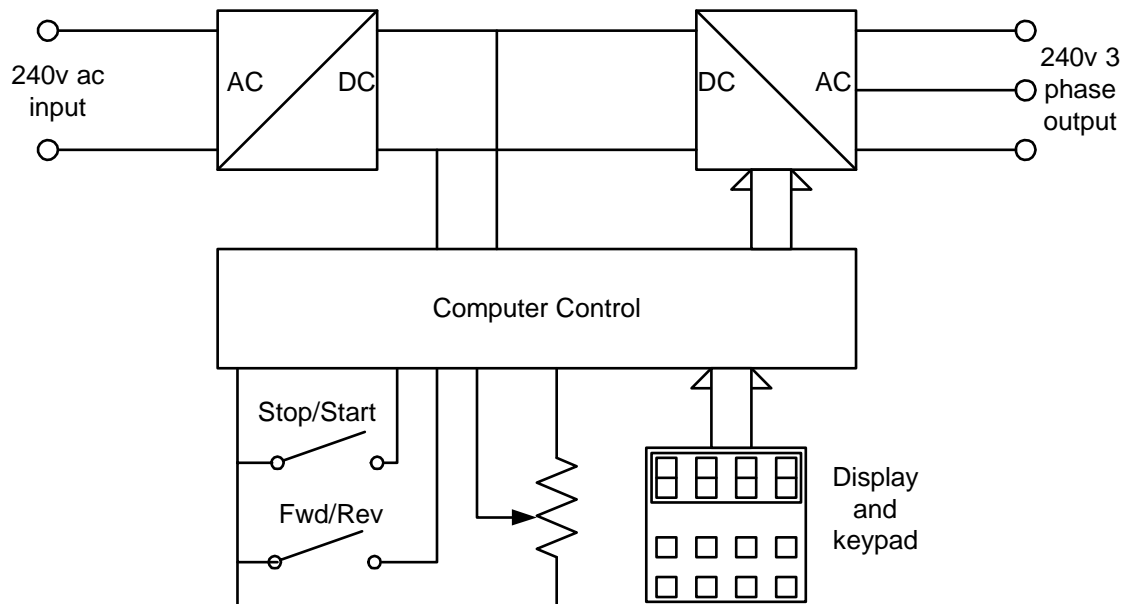 240v ac
input
AC
DC
DC
AC
240v 3
phase
output
Computer Control
Stop/Start
Fwd/Rev
Display
and
keypad